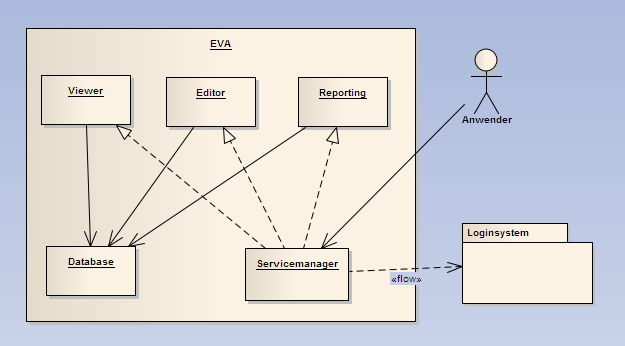 EVA
Viewer
Editor
Reporting
Anwender
Database
Servicemanager
Loginsystem
«flow»